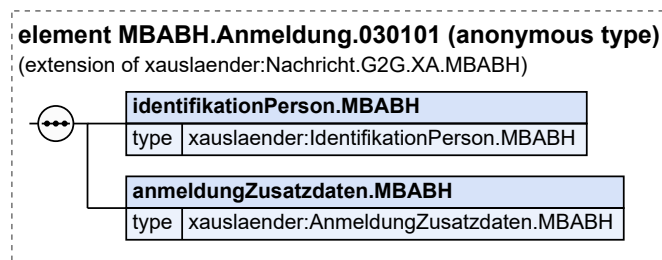 element MBABH.Anmeldung.030101 (anonymous type)
(extension of xauslaender:Nachricht.G2G.XA.MBABH)
identifikationPerson.MBABH
type xauslaender:IdentifikationPerson.MBABH
anmeldungZusatzdaten.MBABH
type xauslaender:AnmeldungZusatzdaten.MBABH